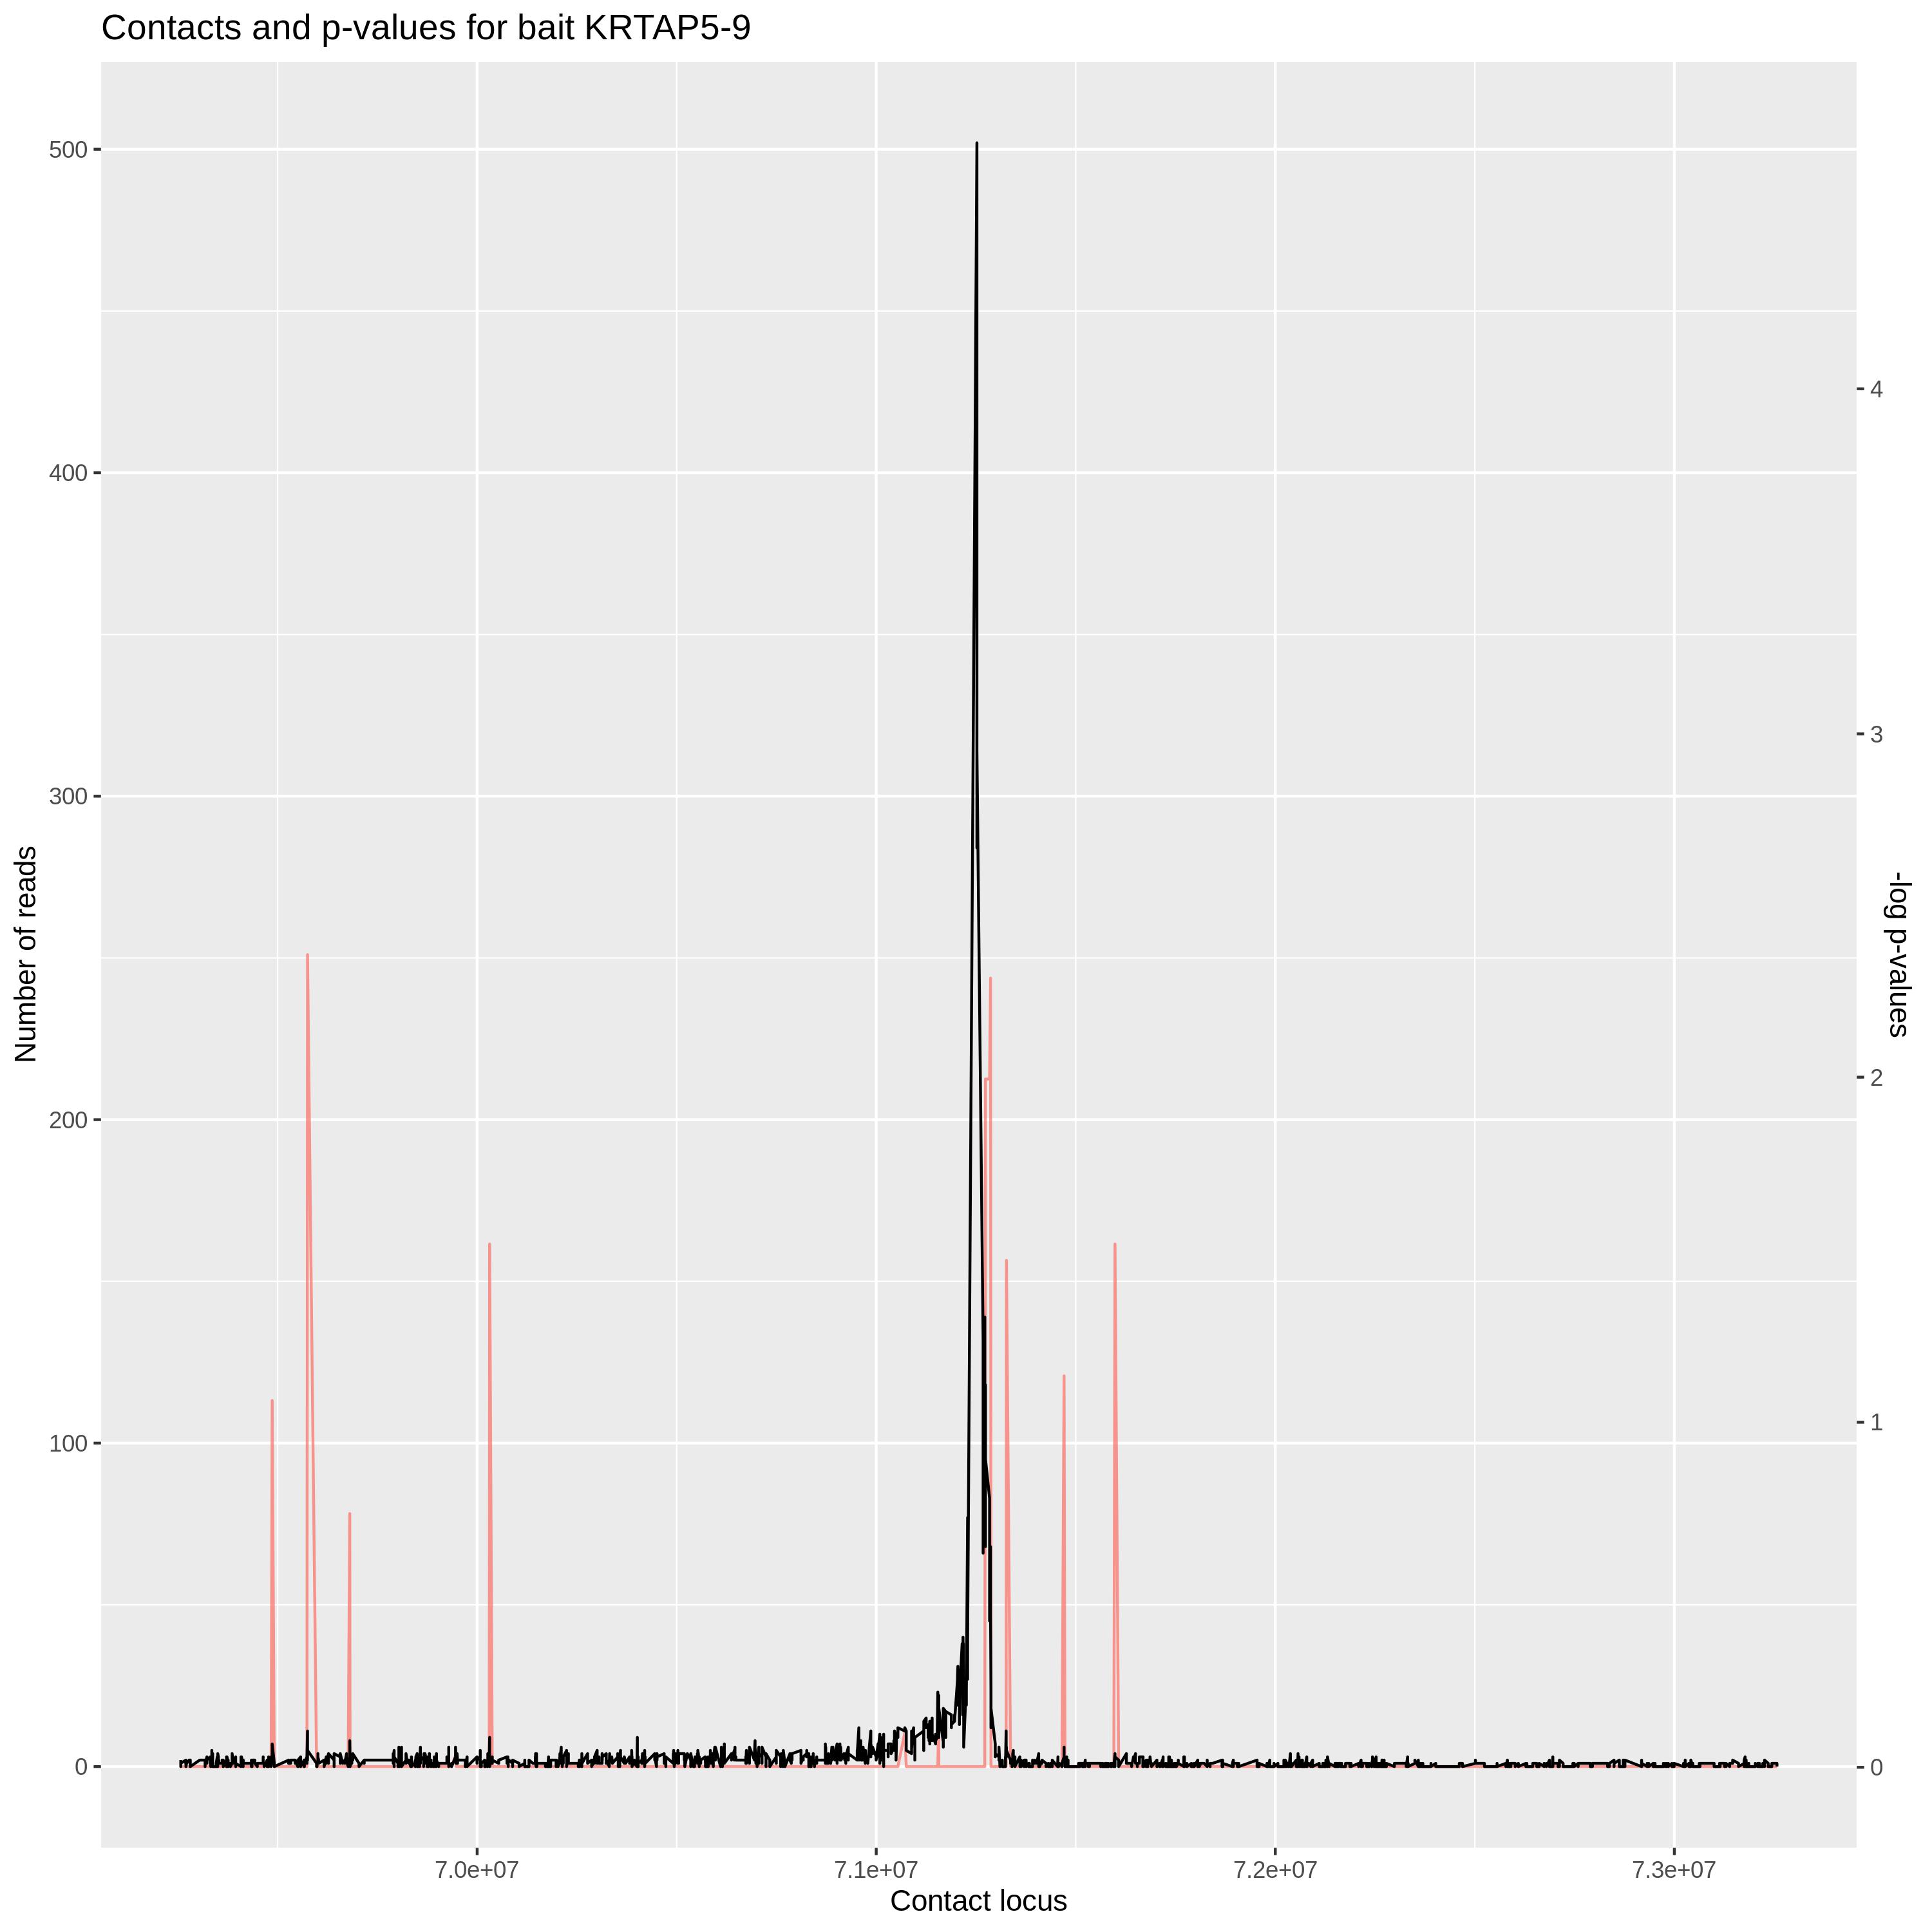 Contacts and p-values for bait KRTAP5-9
500
400
300
200
100
0
Number of reads
4
3
2
1
0
-log p-values
7.0e+07
7.1e+07
7.2e+07
7.3e+07
Contact locus